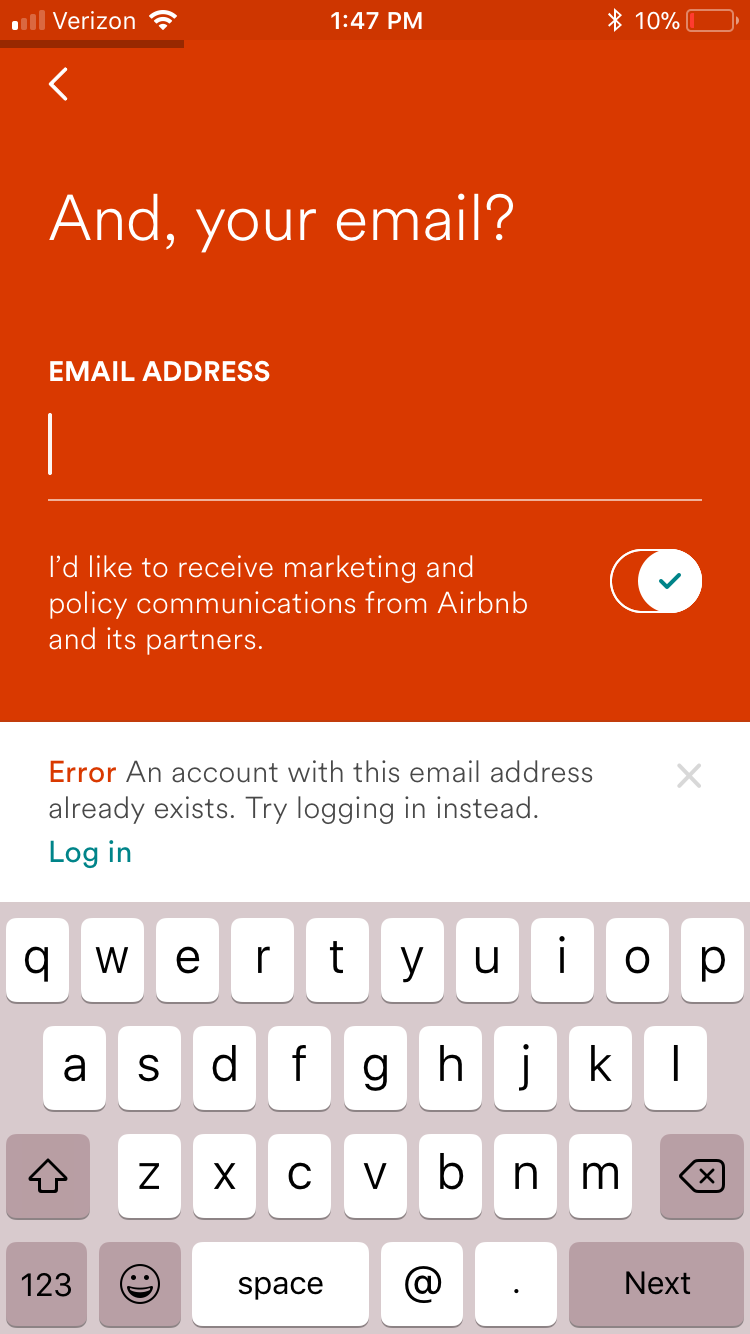 Verizon 1:47 PM 10%
And, your email?
EMAIL ADDRESS
I’d like to receive marketing and
policy communications from Airbnb
and its partners.
Error An account with this email address
already exists. Try logging in instead.
Log in
q w e r t y u i o p
a s d f g h j k l
z x c v b n m
123 space @ . Next